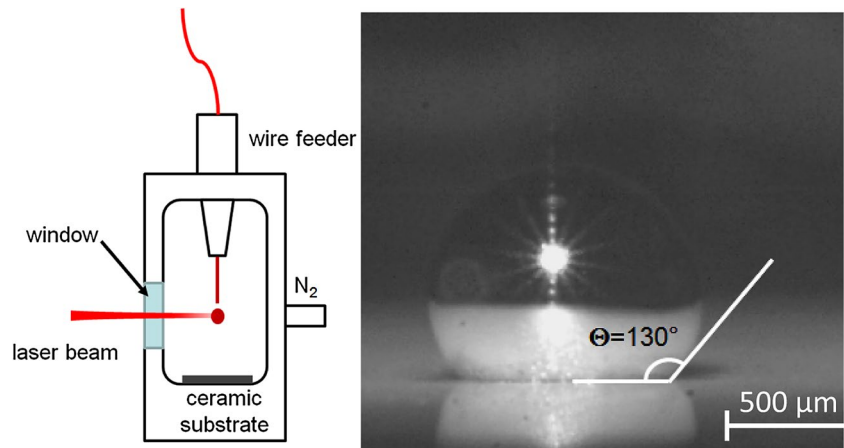 wire feeder
window
N₂
laser beam
ceramic
substrate
Θ=130°
500 µm